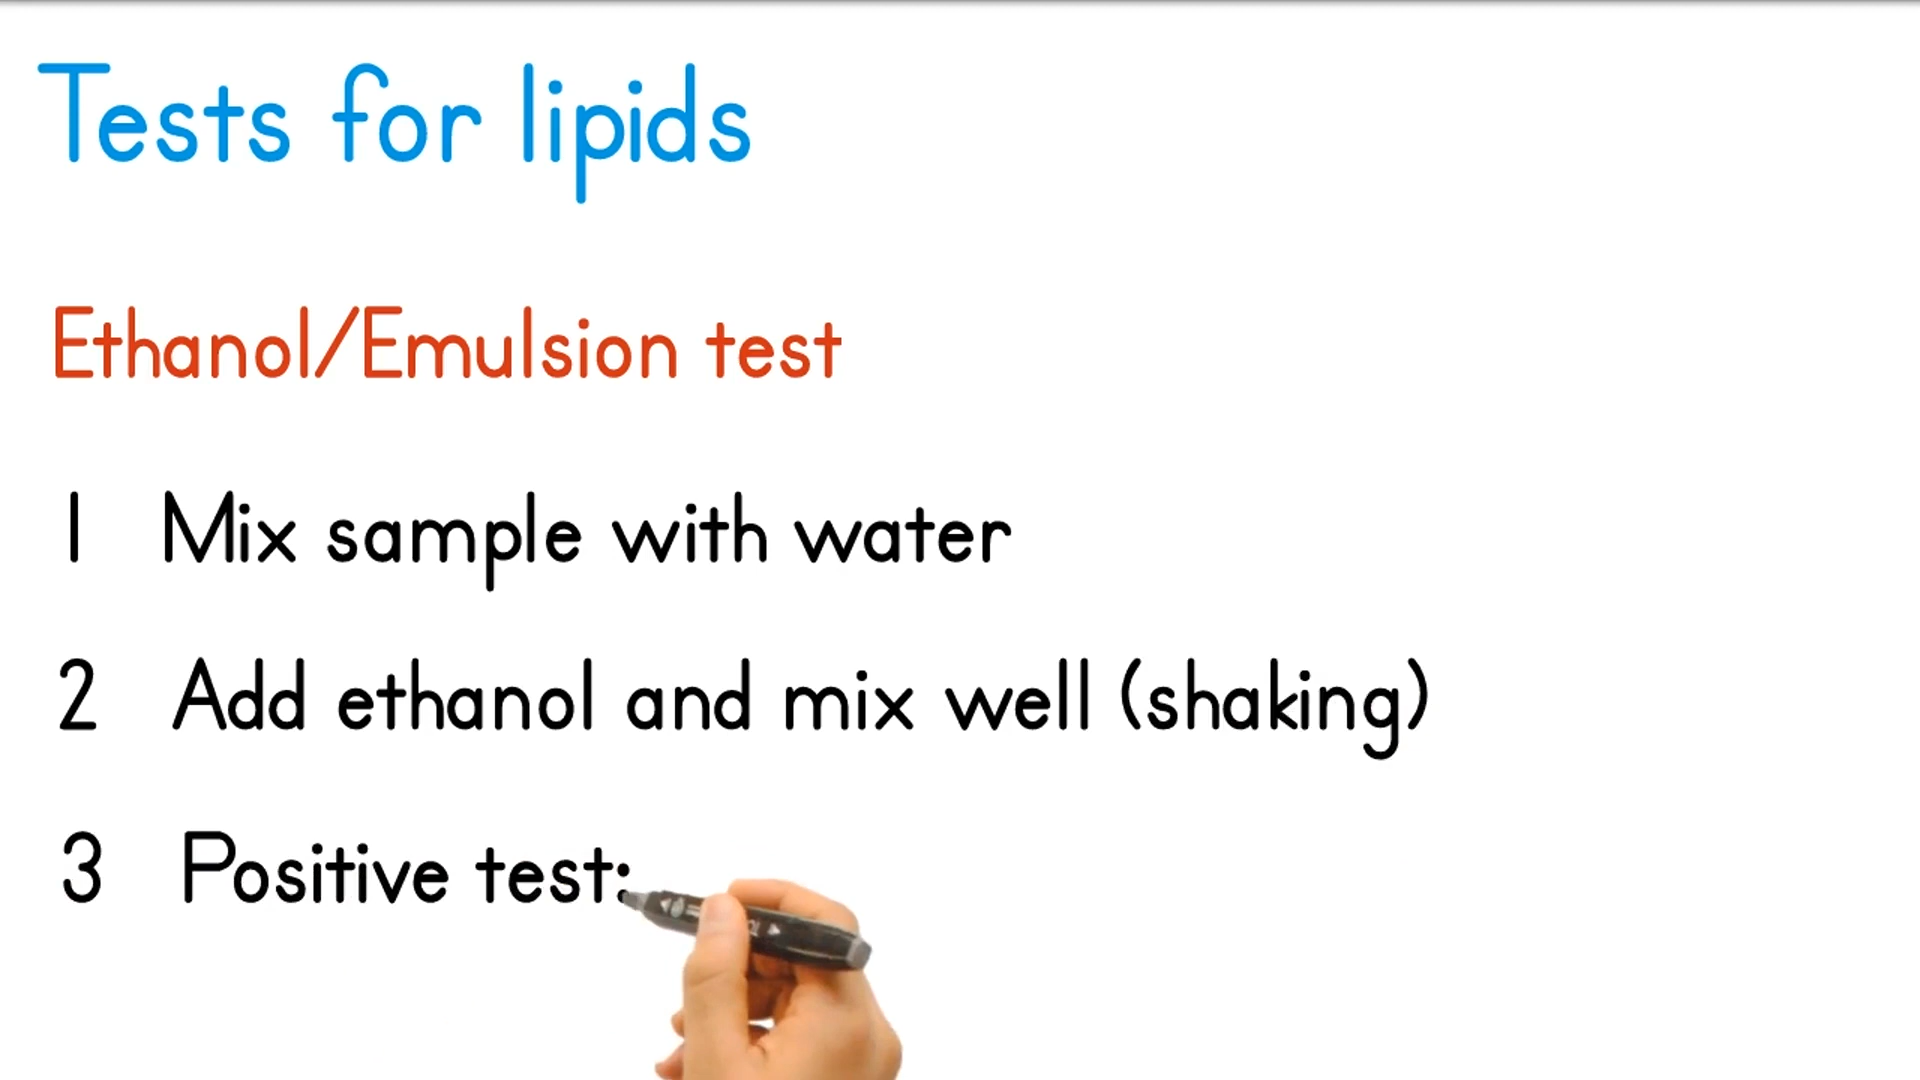 Tests for lipids
Ethanol/Emulsion test
1 Mix sample with water
2 Add ethanol and mix well (shaking)
3 Positive test: